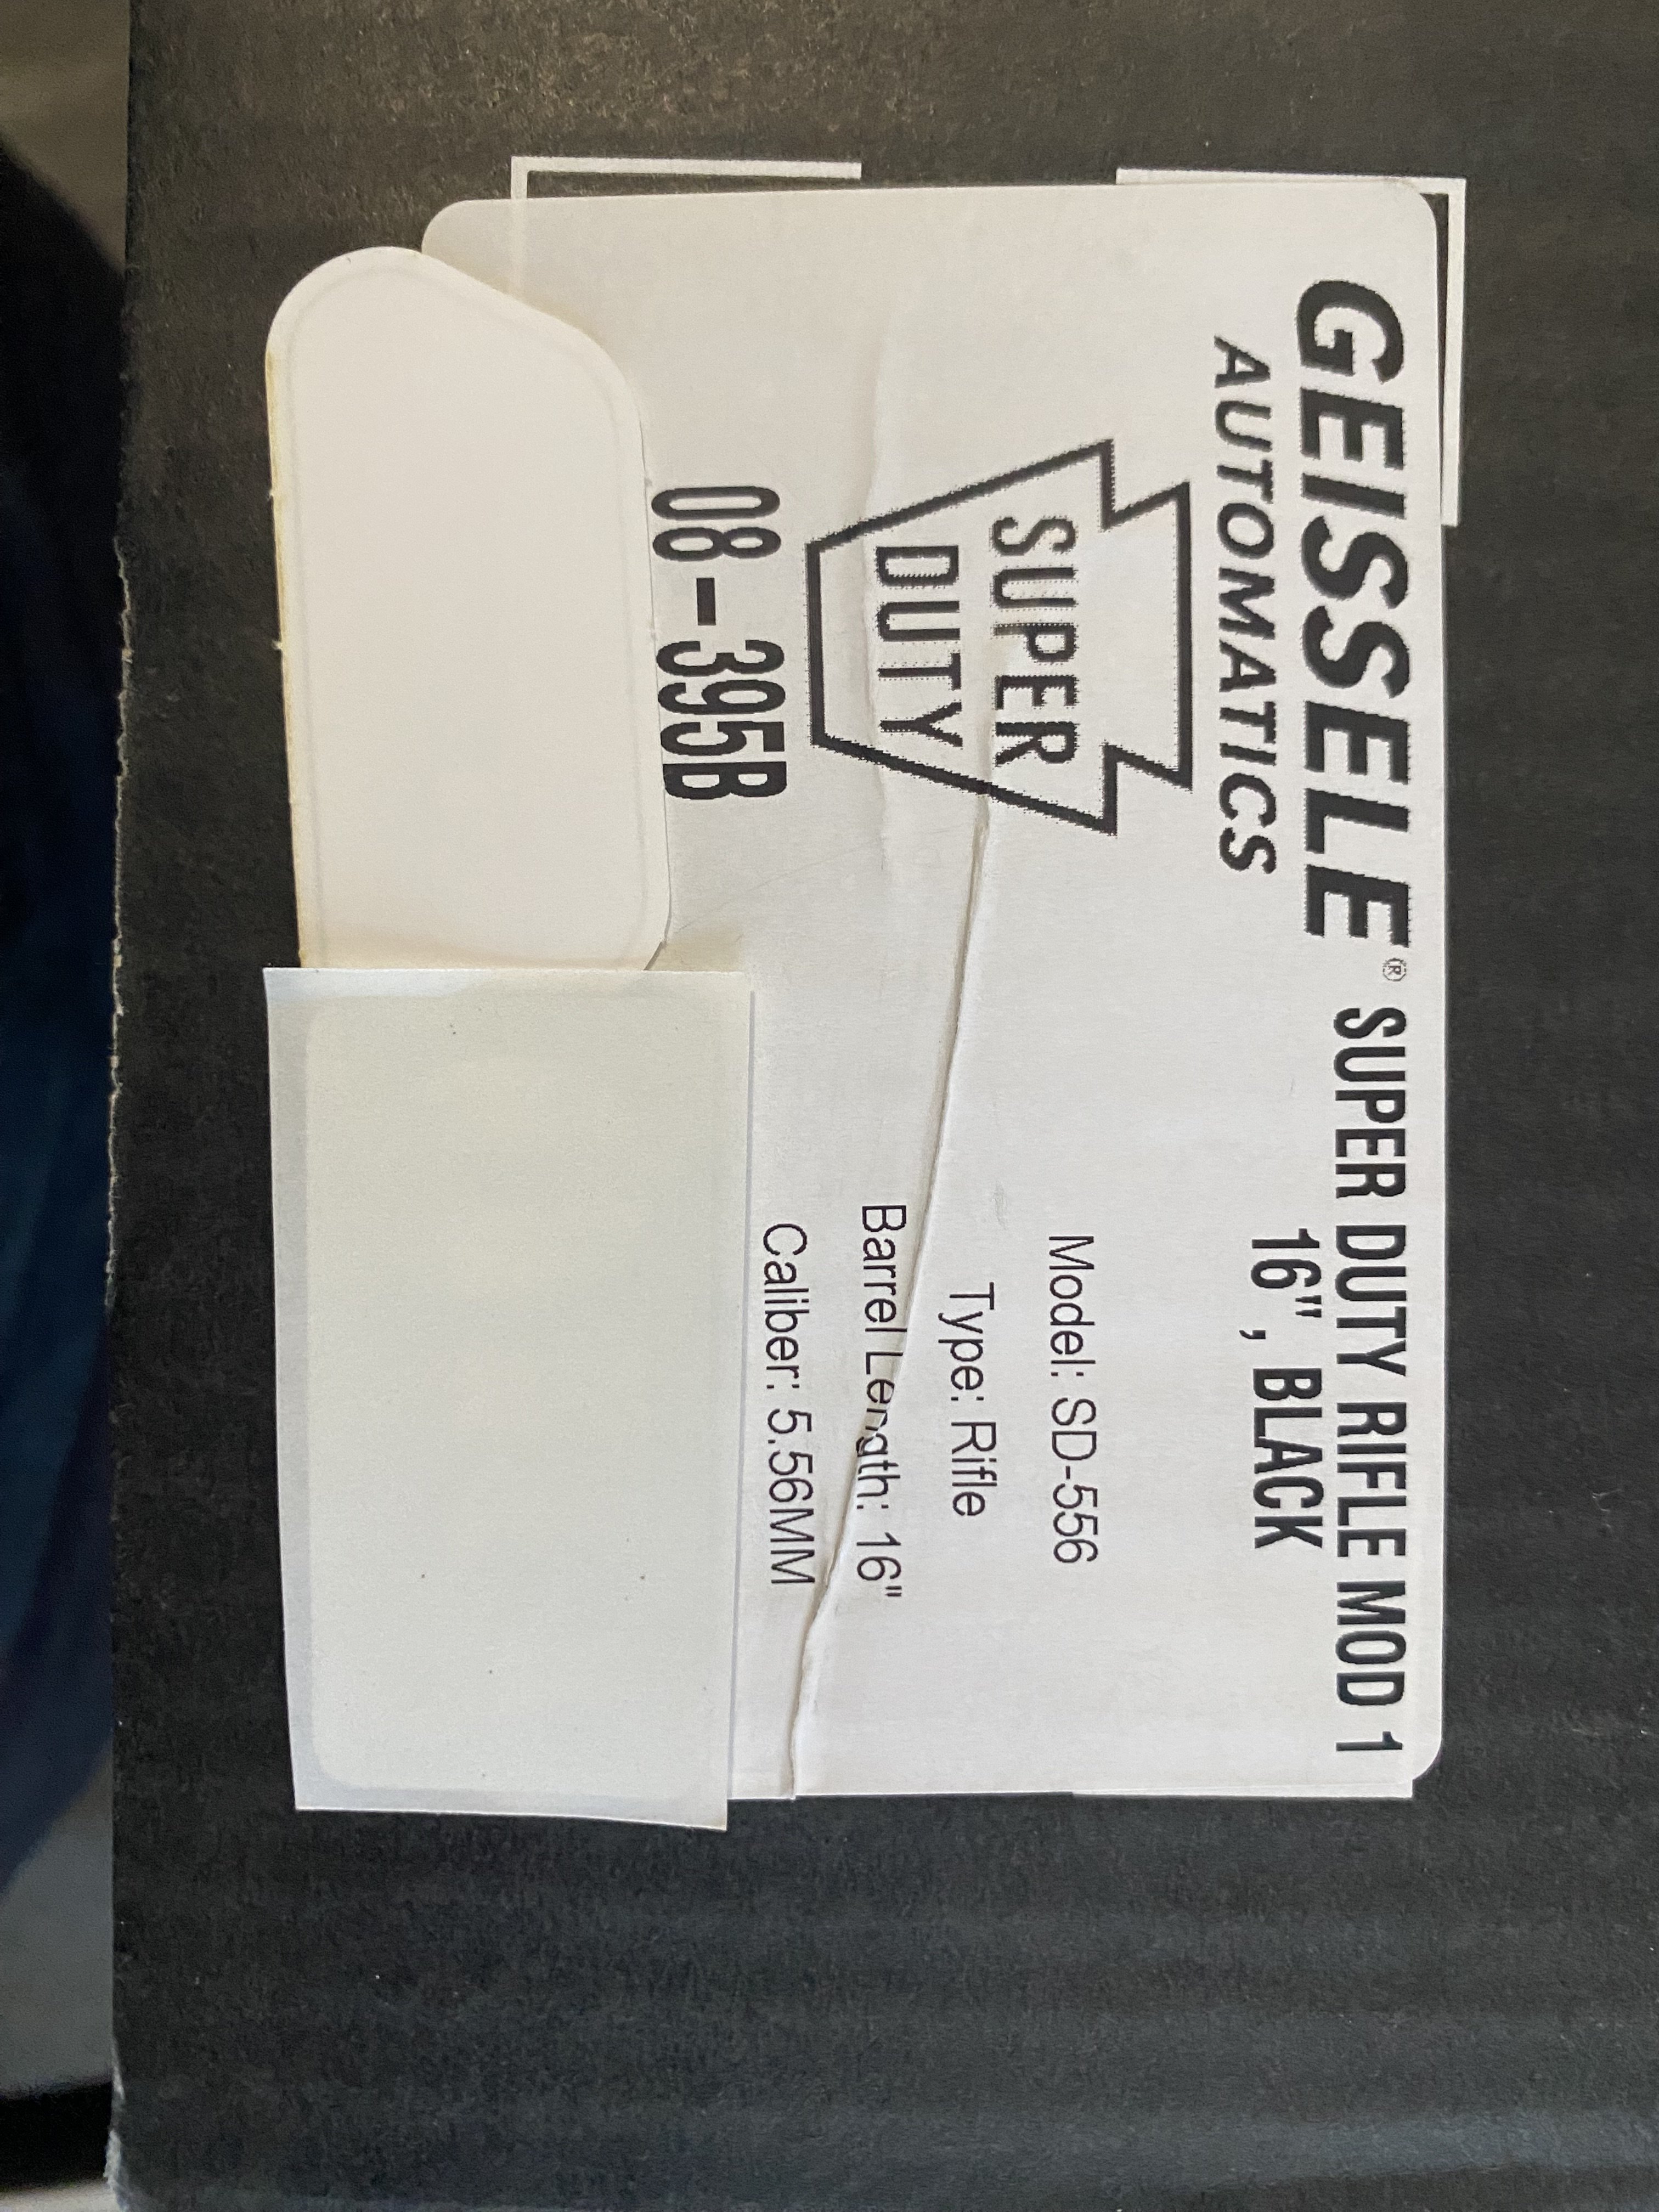 GEISSELE®
AUTOMATICS
SUPER DUTY RIFLE MOD 1
16", BLACK
SUPER
DUTY
08-395B
Model: SD-556
Type: Rifle
Barrel Length: 16"
Caliber: 5.56MM